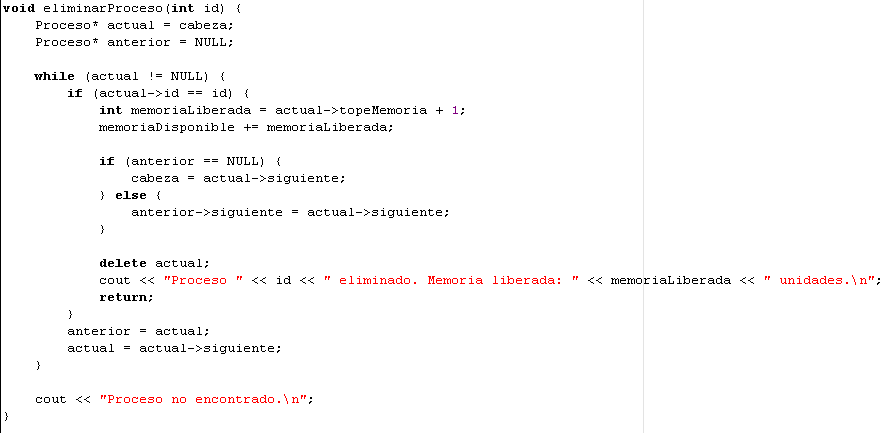 void eliminarProceso(int id) {
    Proceso* actual = cabeza;
    Proceso* anterior = NULL;

    while (actual != NULL) {
        if (actual->id == id) {
            int memoriaLiberada = actual->topeMemoria + 1;
            memoriaDisponible += memoriaLiberada;

            if (anterior == NULL) {
                cabeza = actual->siguiente;
            } else {
                anterior->siguiente = actual->siguiente;
            }

            delete actual;
            cout << "Proceso " << id << " eliminado. Memoria liberada: " << memoriaLiberada << " unidades.\n";
            return;
        }
        anterior = actual;
        actual = actual->siguiente;
    }

    cout << "Proceso no encontrado.\n";
}